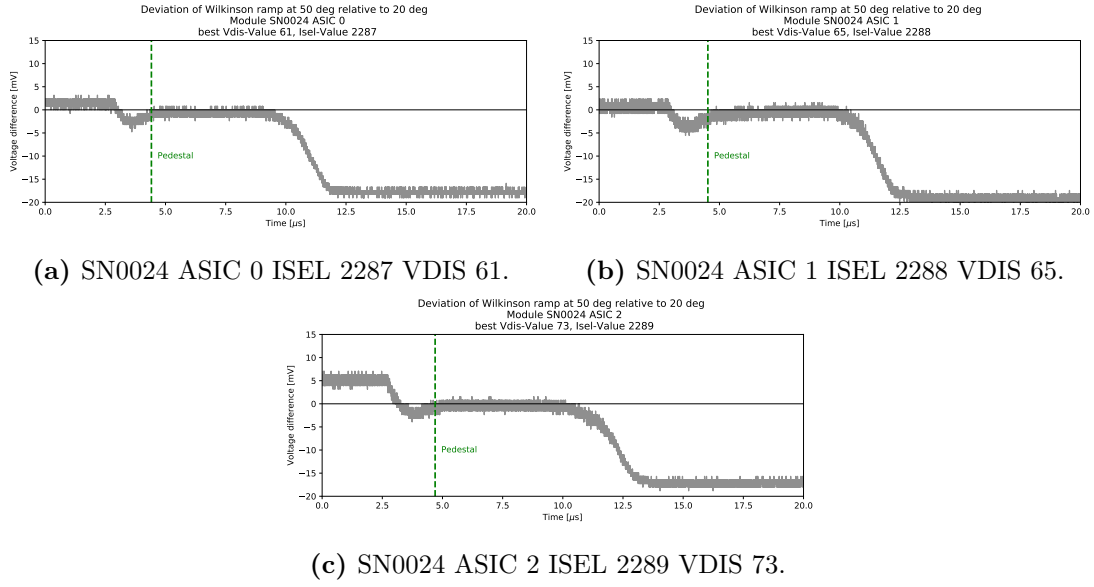 Deviation of Wilkinson ramp at 50 deg relative to 20 deg
Module SN0024 ASIC 0
best Vdis-Value 61, Isel-Value 2287
15
10
5
0
−5
−10
−15
−20
Voltage difference [mV]
Pedestal
0.0 2.5 5.0 7.5 10.0 12.5 15.0 17.5 20.0
Time [μs]
(a) SN0024 ASIC 0 ISEL 2287 VDIS 61.
Deviation of Wilkinson ramp at 50 deg relative to 20 deg
Module SN0024 ASIC 1
best Vdis-Value 65, Isel-Value 2288
15
10
5
0
−5
−10
−15
−20
Voltage difference [mV]
Pedestal
0.0 2.5 5.0 7.5 10.0 12.5 15.0 17.5 20.0
Time [μs]
(b) SN0024 ASIC 1 ISEL 2288 VDIS 65.
Deviation of Wilkinson ramp at 50 deg relative to 20 deg
Module SN0024 ASIC 2
best Vdis-Value 73, Isel-Value 2289
15
10
5
0
−5
−10
−15
−20
Voltage difference [mV]
Pedestal
0.0 2.5 5.0 7.5 10.0 12.5 15.0 17.5 20.0
Time [μs]
(c) SN0024 ASIC 2 ISEL 2289 VDIS 73.